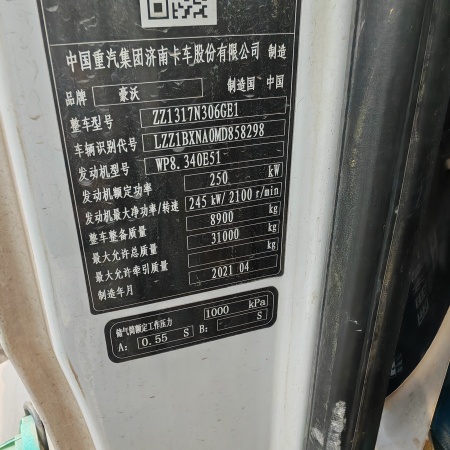 中国重汽集团济南卡车股份有限公司 制造
品牌 豪沃 制造国 中国
整车型号 ZZ1317N306GE1
车辆识别代号 LZZ1BXNA0MD858298
发动机型号 WP8.340E51
发动机额定功率 250 kW
发动机最大净功率/转速 245 kW/ 2100 r/min
整车整备质量 8900 kg
最大允许总质量 31000 kg
最大允许牵引质量 kg
制造年月 2021 04
储气筒额定工作压力 1000 kPa
A: 0.55 S B: - S